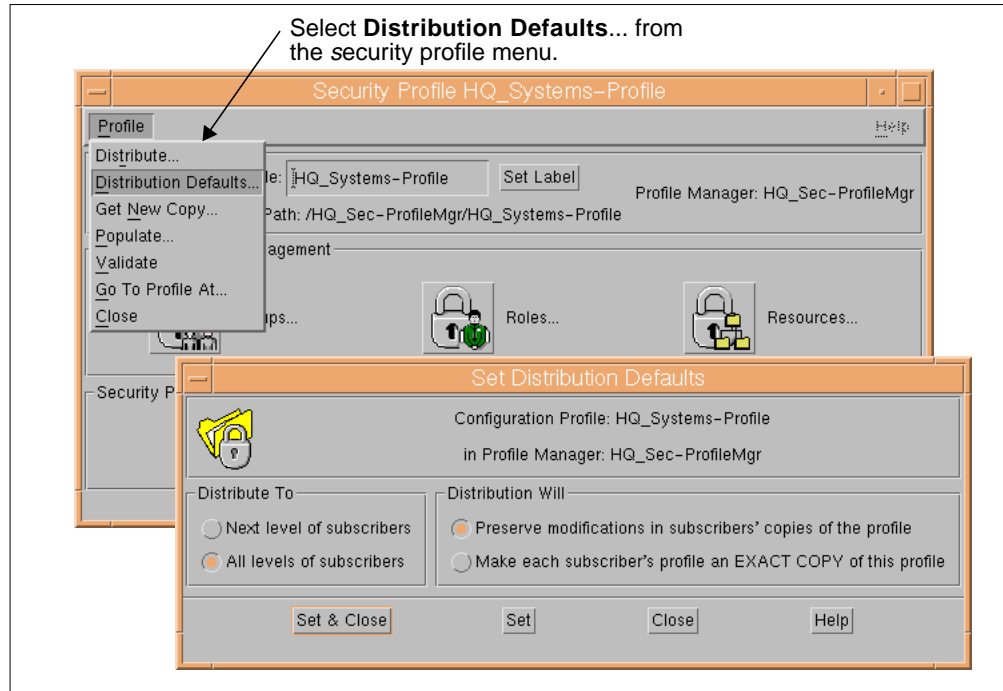 Select Distribution Defaults... from
the security profile menu.
Security Profile HQ_Systems-Profile
Profile
Help
Distribute...
Distribution Defaults...
Get New Copy...
Populate...
Validate
Go To Profile At...
Close
le: HQ_Systems-Profile
Set Label
Profile Manager: HQ_Sec-ProfileMgr
Path: /HQ_Sec-ProfileMgr/HQ_Systems-Profile
agement
ups...
Roles...
Resources...
Security P
Set Distribution Defaults
Configuration Profile: HQ_Systems-Profile
in Profile Manager: HQ_Sec-ProfileMgr
Distribute To
Next level of subscribers
All levels of subscribers
Distribution Will
Preserve modifications in subscribers' copies of the profile
Make each subscriber's profile an EXACT COPY of this profile
Set & Close
Set
Close
Help